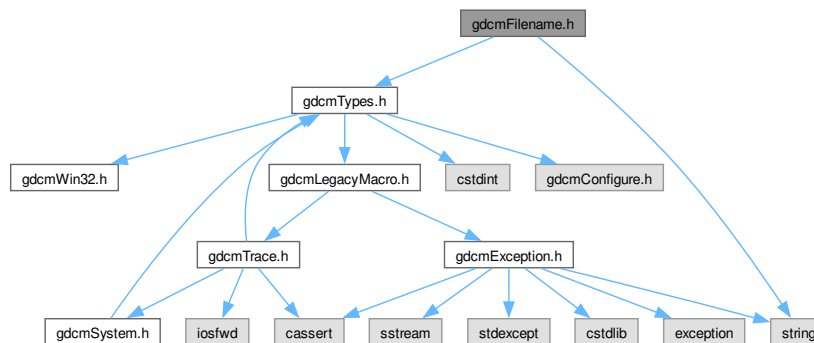 gdcmFilename.h
gdcmTypes.h
gdcmWin32.h
gdcmLegacyMacro.h
cstdint
gdcmConfigure.h
gdcmTrace.h
gdcmException.h
gdcmSystem.h
iosfwd
cassert
sstream
stdexcept
cstdlib
exception
string